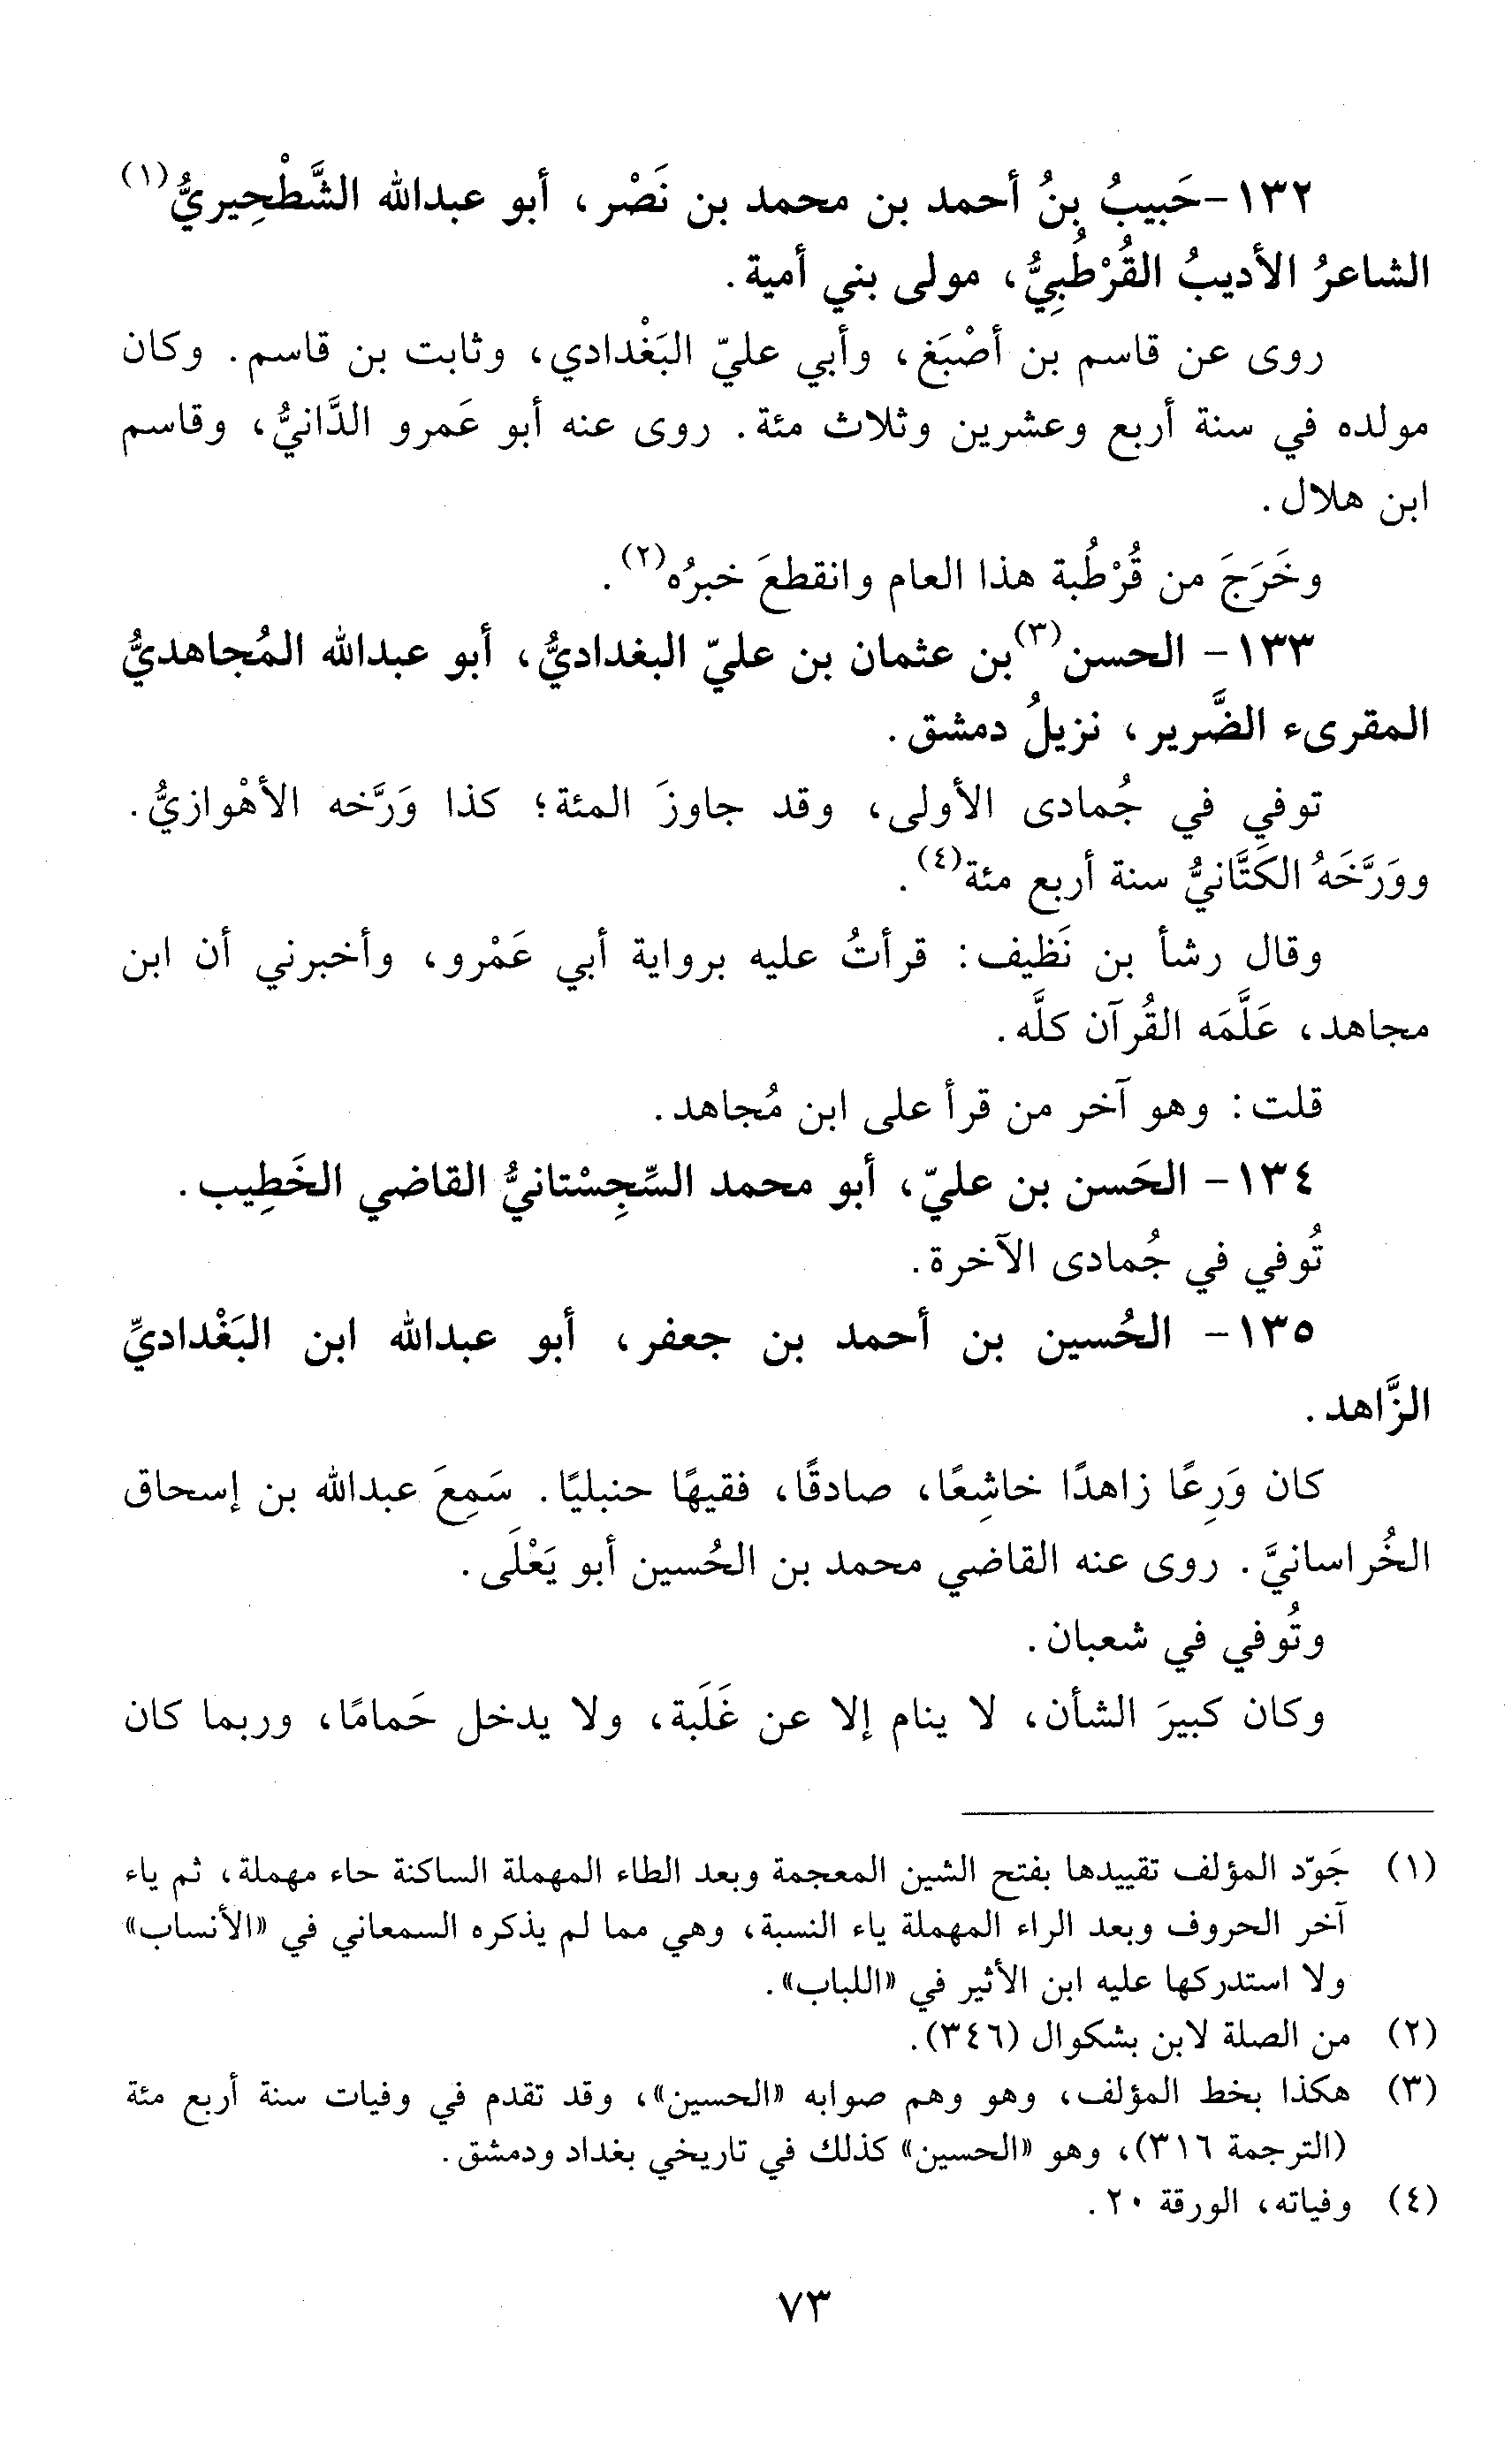 ١٣٢-حَبيبُ بنُ أحمد بن محمد بن نَصْر، أبو عبدالله الشَّطْحِيريُّ(١)
الشاعرُ الأديبُ القُرْطُبِيُّ، مولى بني أمية.
روى عن قاسم بن أصْبَغ، وأبي عليّ البَغْدادي، وثابت بن قاسم. وكان
مولده في سنة أربع وعشرين وثلاث مئة. روى عنه أبو عَمرو الدَّانيُّ، وقاسم
ابن هلال.
وخَرَجَ من قُرْطُبة هذا العام وانقطعَ خبرُه(٢).
١٣٣- الحسن(٣)بن عثمان بن عليّ البغداديُّ، أبو عبدالله المُجاهديُّ
المقرىء الضَّرير، نزيلُ دمشق.
توفي في جُمادى الأولى، وقد جاوزَ المئة؛ كذا وَرَّخه الأهْوازيُّ.
ووَرَّخَهُ الكَتَّانيُّ سنة أربع مئة(٤).
وقال رشأ بن نَظيف: قرأتُ عليه برواية أبي عَمْرو، وأخبرني أن ابن
مجاهد، عَلَّمَه القُرآن كلَّه.
قلت: وهو آخر من قرأ على ابن مُجاهد.
١٣٤- الحَسن بن عليّ، أبو محمد السِّجِسْتانيُّ القاضي الخَطِيب.
تُوفي في جُمادى الآخرة.
١٣٥- الحُسين بن أحمد بن جعفر، أبو عبدالله ابن البَغْداديِّ
الزَّاهد.
كان وَرِعًا زاهدًا خاشِعًا، صادقًا، فقيهًا حنبليًا. سَمِعَ عبدالله بن إسحاق
الخُراسانيَّ. روى عنه القاضي محمد بن الحُسين أبو يَعْلَى.
وتُوفي في شعبان.
وكان كبيرَ الشأن، لا ينام إلا عن غَلَبة، ولا يدخل حَمامًا، وربما كان
(١) جَوّد المؤلف تقييدها بفتح الشين المعجمة وبعد الطاء المهملة الساكنة حاء مهملة، ثم ياء
آخر الحروف وبعد الراء المهملة ياء النسبة، وهي مما لم يذكره السمعاني في «الأنساب»
ولا استدركها عليه ابن الأثير في «اللباب».
(٢) من الصلة لابن بشكوال (٣٤٦).
(٣) هكذا بخط المؤلف، وهو وهم صوابه «الحسين»، وقد تقدم في وفيات سنة أربع مئة
(الترجمة ٣١٦)، وهو «الحسين» كذلك في تاريخي بغداد ودمشق.
(٤) وفياته، الورقة ٢٠.
٧٣